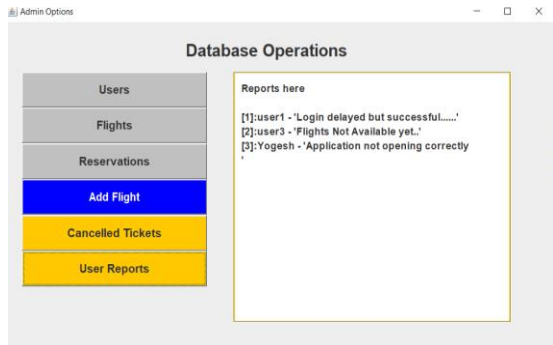 Admin Options
Database Operations
Users
Flights
Reservations
Add Flight
Cancelled Tickets
User Reports
Reports here
[1]:user1 - 'Login delayed but successful......'
[2]:user3 - 'Flights Not Available yet..'
[3]:Yogesh - 'Application not opening correctly
'